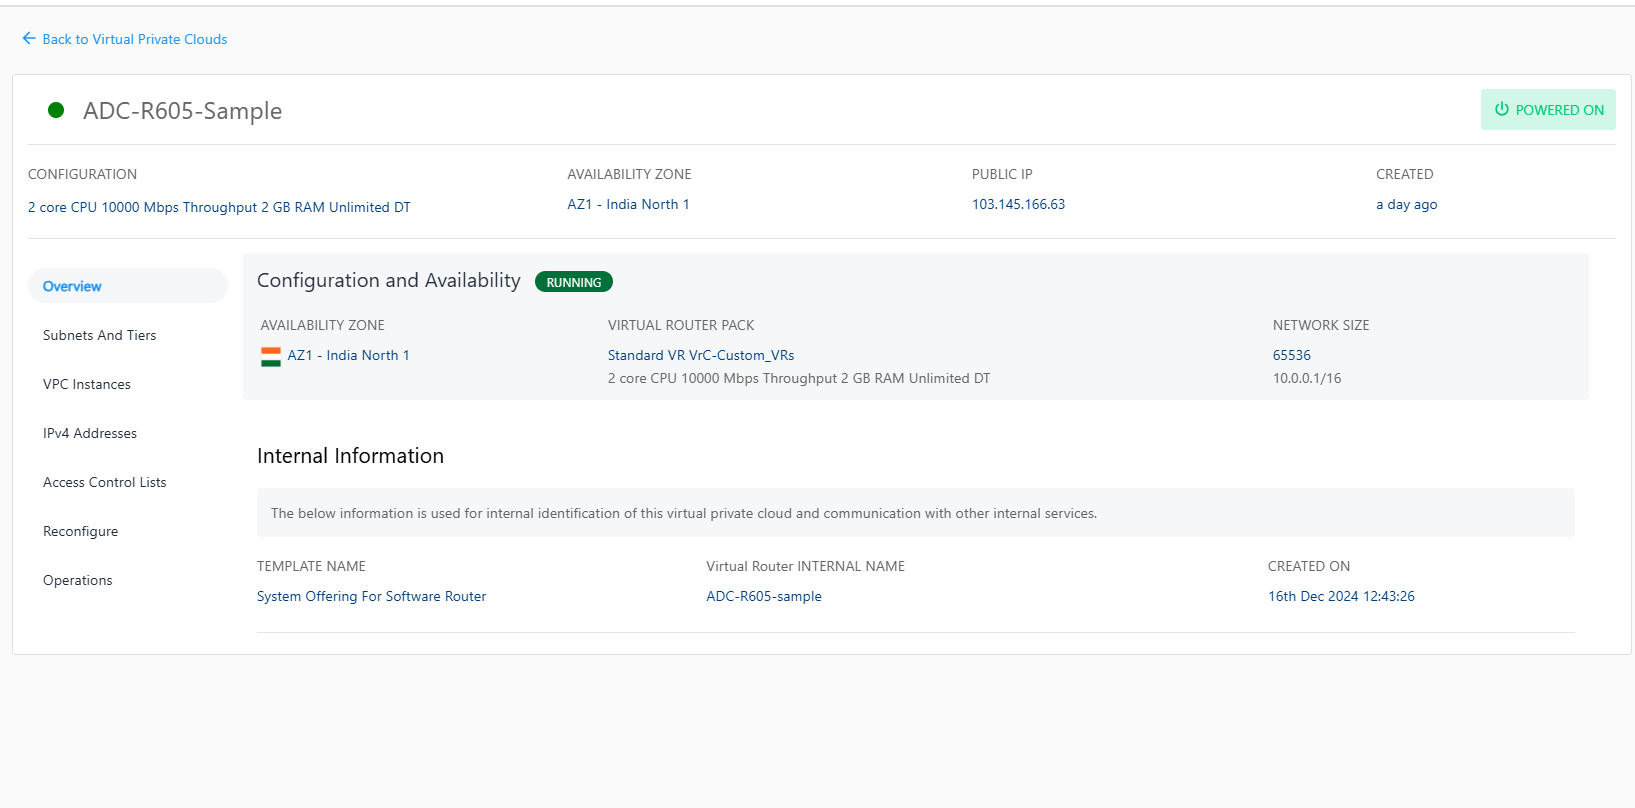 Back to Virtual Private Clouds
ADC-R605-Sample
POWERED ON
CONFIGURATION
2 core CPU 10000 Mbps Throughput 2 GB RAM Unlimited DT
AVAILABILITY ZONE
AZ1 - India North 1
PUBLIC IP
103.145.166.63
CREATED
a day ago
Overview
Subnets And Tiers
VPC Instances
IPv4 Addresses
Access Control Lists
Reconfigure
Operations
Configuration and Availability
RUNNING
AVAILABILITY ZONE
AZ1 - India North 1
VIRTUAL ROUTER PACK
Standard VR VrC-Custom_VRs
2 core CPU 10000 Mbps Throughput 2 GB RAM Unlimited DT
NETWORK SIZE
65536
10.0.0.1/16
Internal Information
The below information is used for internal identification of this virtual private cloud and communication with other internal services.
TEMPLATE NAME
System Offering For Software Router
Virtual Router INTERNAL NAME
ADC-R605-sample
CREATED ON
16th Dec 2024 12:43:26